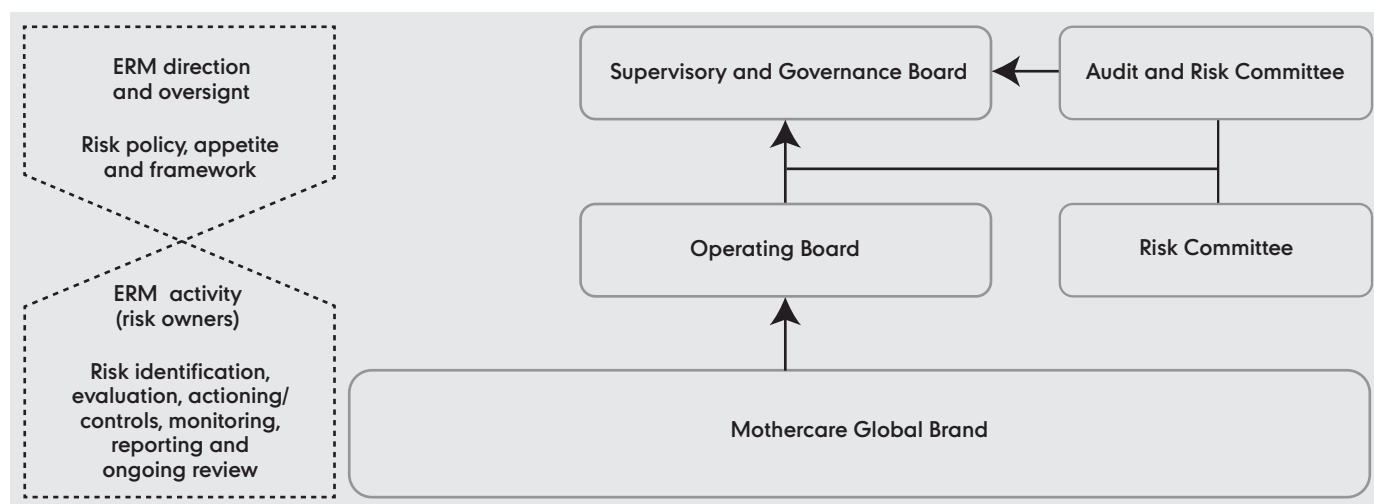 ERM direction
and oversignt
Risk policy, appetite
and framework
Supervisory and Governance Board
Audit and Risk Committee
Operating Board
Risk Committee
ERM activity
(risk owners)
Risk identification,
evaluation, actioning/
controls, monitoring,
reporting and
ongoing review
Mothercare Global Brand